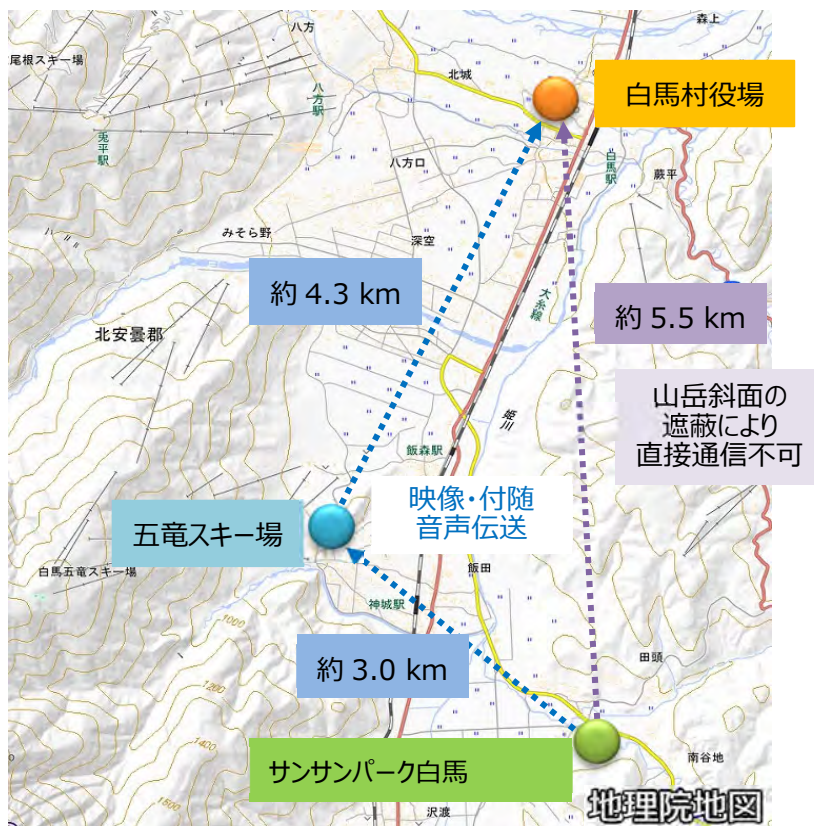 森上
八方
尾根スキー場
北城
白馬村役場
八方駅
兎平駅
八方口
白馬駅
蕨平
みそら野
深空
約 4.3 km
大糸線
約 5.5 km
北安曇郡
山岳斜面の
遮蔽により
直接通信不可
姫川
飯森駅
映像・付随
音声伝送
五竜スキー場
白馬五竜スキー場
飯田
神城駅
1000
約 3.0 km
田頭
1200
1400
サンサンパーク白馬
南谷地
1500
沢渡
地理院地図